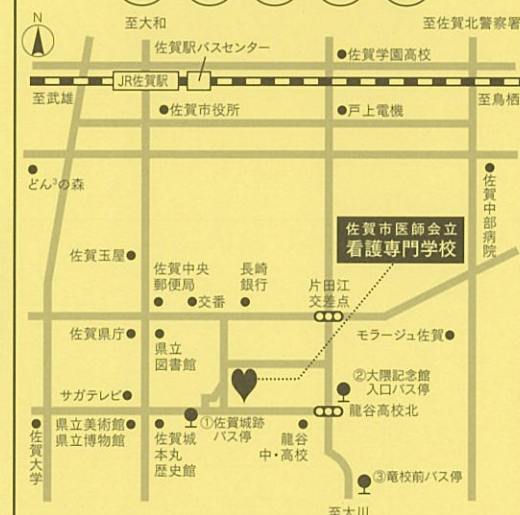 N
至大和
至佐賀北警察署
佐賀駅バスセンター
佐賀学園高校
JR佐賀駅
至武雄
至鳥栖
佐賀市役所
戸上電機
どん³の森
佐賀中部病院
佐賀市医師会立
看護専門学校
佐賀玉屋
佐賀中央
郵便局
交番
長崎
銀行
片田江
交差点
佐賀県庁
県立
図書館
モラージュ佐賀
サガテレビ
②大隈記念館
入口バス停
龍谷高校北
県立美術館
県立博物館
①佐賀城跡
バス停
佐賀大学
佐賀城
本丸
歴史館
龍谷
中・高校
③竜校前バス停
至大川